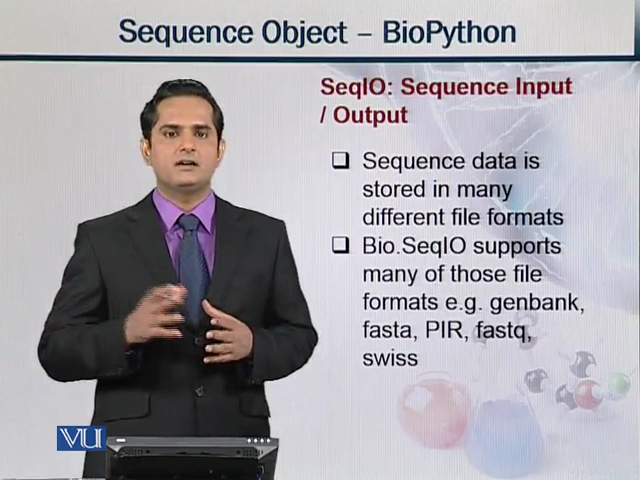 Sequence Object – BioPython
SeqIO: Sequence Input
/ Output
❑ Sequence data is
stored in many
different file formats
❑ Bio.SeqIO supports
many of those file
formats e.g. genbank,
fasta, PIR, fastq,
swiss
VU